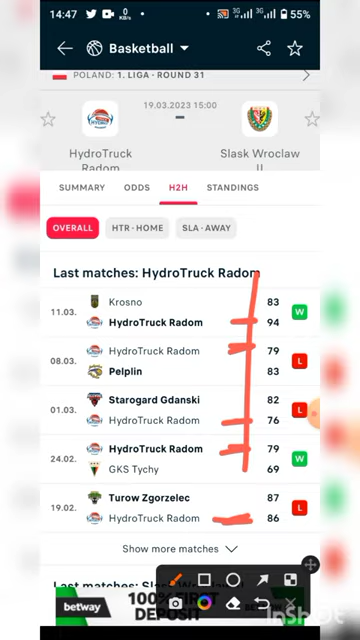 14:47
0
KB/s
3G
3G
55%
Basketball
POLAND: 1. LIGA - ROUND 31
19.03.2023 15:00
-
HydroTruck
Radom
Slask Wroclaw
II
SUMMARY ODDS H2H STANDINGS
OVERALL HTR - HOME SLA - AWAY
Last matches: HydroTruck Radom
11.03. Krosno 83
HydroTruck Radom 94 W
08.03. HydroTruck Radom 79
Pelplin 83 L
01.03. Starogard Gdanski 82
HydroTruck Radom 76 L
24.02. HydroTruck Radom 79
GKS Tychy 69 W
19.02. Turow Zgorzelec 87
HydroTruck Radom 86 L
Show more matches
Last matches: Slask
betway
100% FIRST
DEPOSIT
InShot